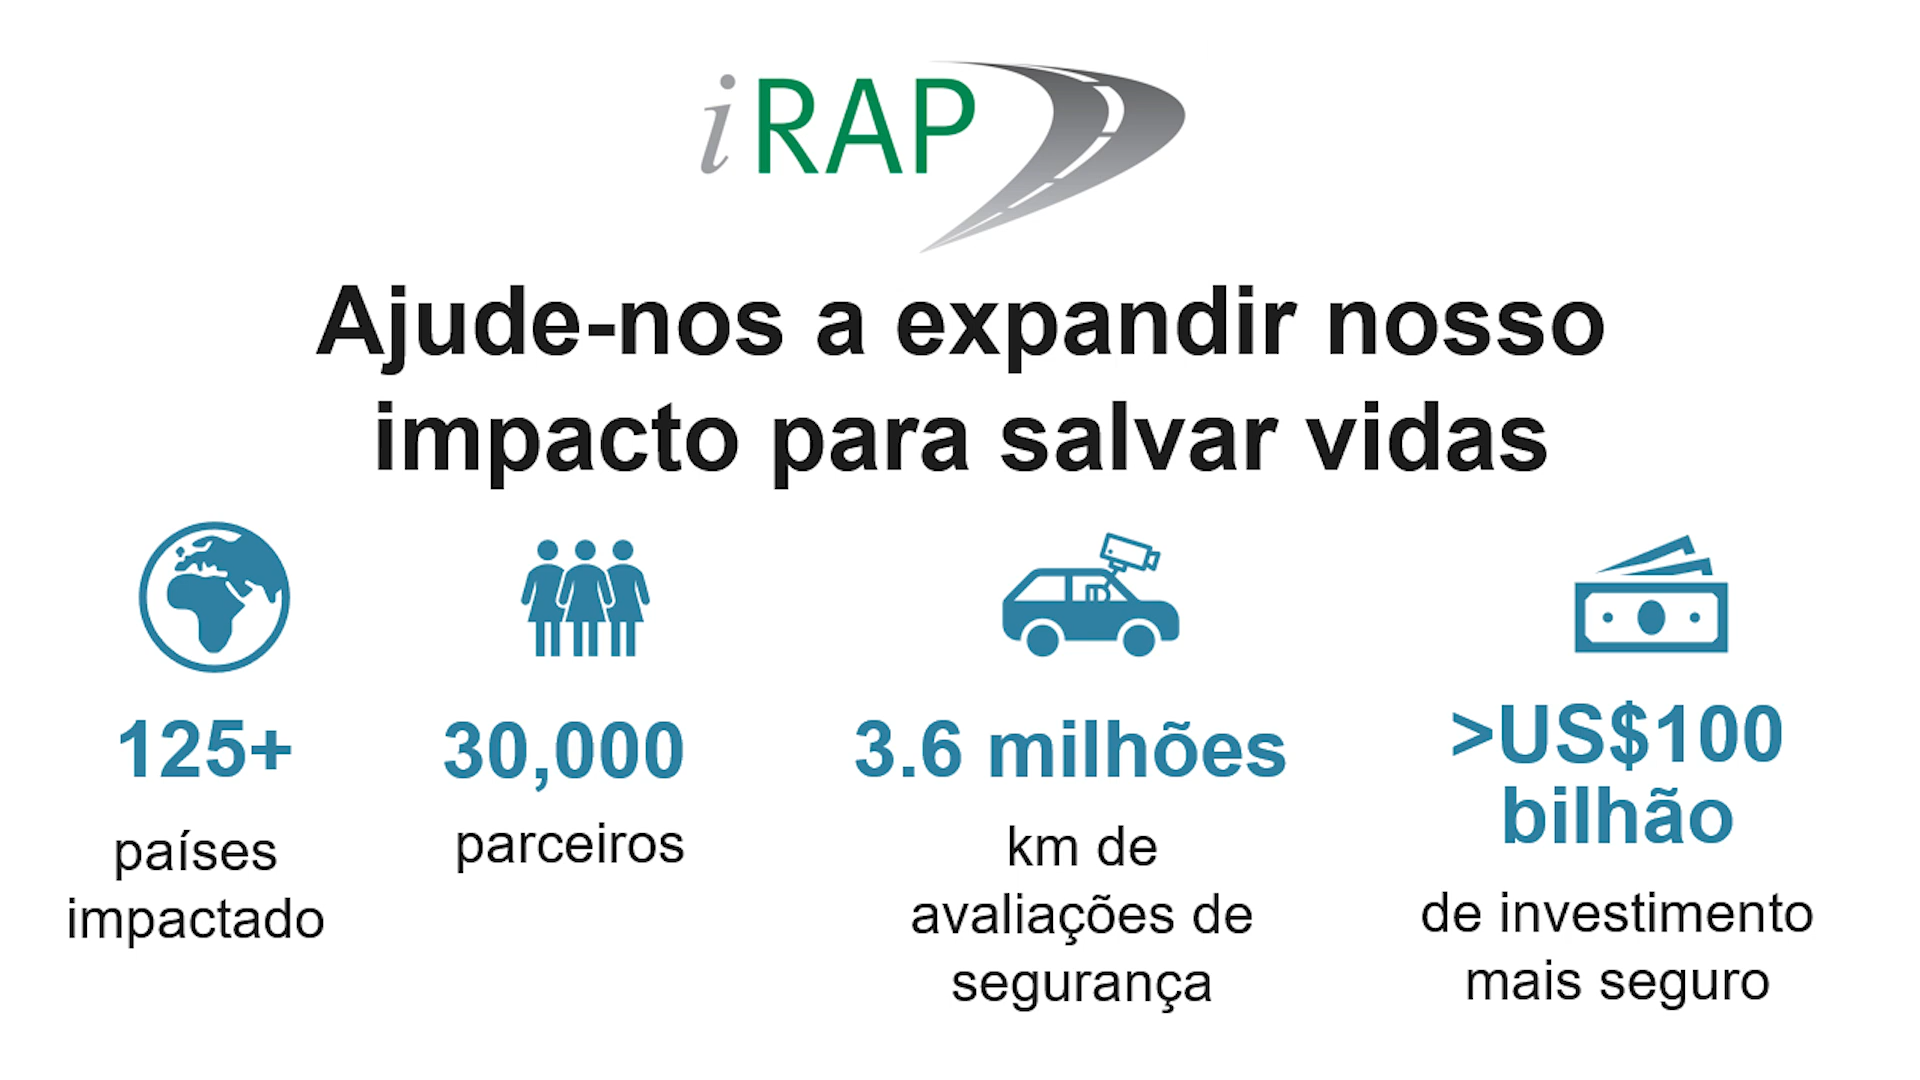 iRAP
Ajude-nos a expandir nosso
impacto para salvar vidas
125+
países
impactado
30,000
parceiros
3.6 milhões
km de
avaliações de
segurança
>US$100
bilhão
de investimento
mais seguro